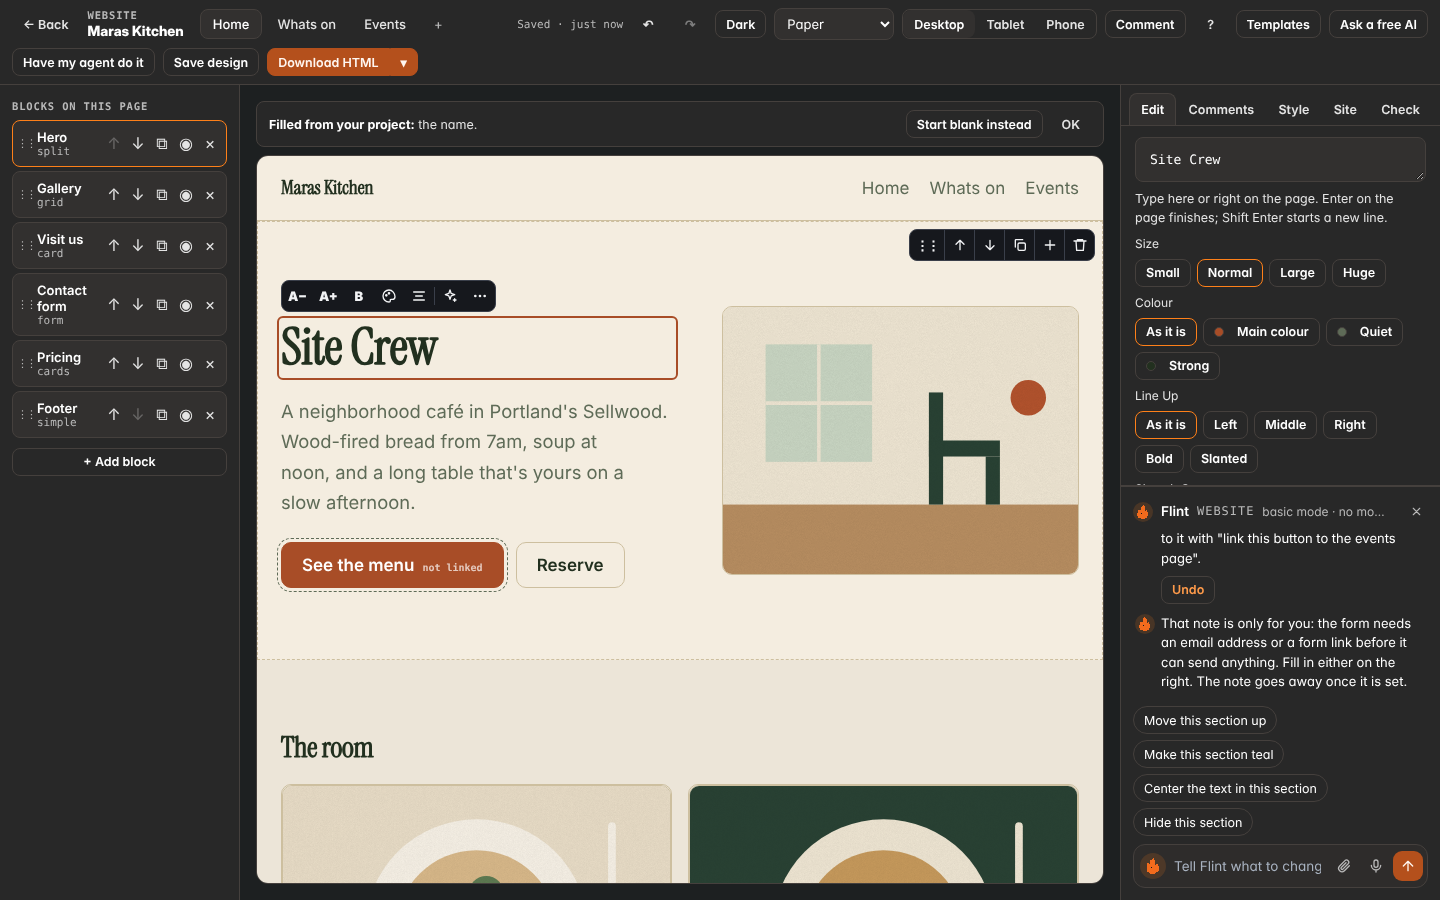 ← Back
WEBSITE
Maras Kitchen
Home
Whats on
Events
+
Saved · just now
Dark
Paper
Desktop
Tablet
Phone
Comment
?
Templates
Ask a free AI
Have my agent do it
Save design
Download HTML
BLOCKS ON THIS PAGE
Hero
split
Gallery
grid
Visit us
card
Contact
form
form
Pricing
cards
Footer
simple
+ Add block
Filled from your project: the name.
Start blank instead
OK
Maras Kitchen
Home
Whats on
Events
A− A+ B
Site Crew
A neighborhood café in Portland's Sellwood.
Wood-fired bread from 7am, soup at
noon, and a long table that's yours on a
slow afternoon.
See the menu not linked
Reserve
The room
Edit
Comments
Style
Site
Check
Site Crew
Type here or right on the page. Enter on the
page finishes; Shift Enter starts a new line.
Size
Small
Normal
Large
Huge
Colour
As it is
Main colour
Quiet
Strong
Line Up
As it is
Left
Middle
Right
Bold
Slanted
Flint WEBSITE basic mode · no mo...
to it with "link this button to the events
page".
Undo
That note is only for you: the form needs
an email address or a form link before it
can send anything. Fill in either on the
right. The note goes away once it is set.
Move this section up
Make this section teal
Center the text in this section
Hide this section
Tell Flint what to chang